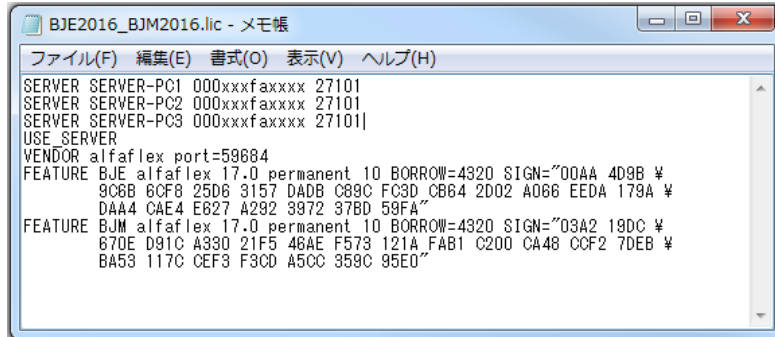 BJE2016_BJM2016.lic - メモ帳
ファイル(F) 編集(E) 書式(O) 表示(V) ヘルプ(H)
SERVER SERVER-PC1 000xxxfaxxxx 27101
SERVER SERVER-PC2 000xxxfaxxxx 27101
SERVER SERVER-PC3 000xxxfaxxxx 27101
USE_SERVER
VENDOR alfaflex port=59684
FEATURE BJE alfaflex 17.0 permanent 10 BORROW=4320 SIGN="00AA 4D9B ¥
9C6B 6CF8 25D6 3157 DADB C89C FC3D CB64 2D02 A066 EEDA 179A ¥
DAA4 CAE4 E627 A292 3972 37BD 59FA"
FEATURE BJM alfaflex 17.0 permanent 10 BORROW=4320 SIGN="03A2 19DC ¥
670E D91C A330 21F5 46AE F573 121A FAB1 C200 CA48 CCF2 7DEB ¥
BA53 117C CEF3 F3CD A5CC 359C 95E0"